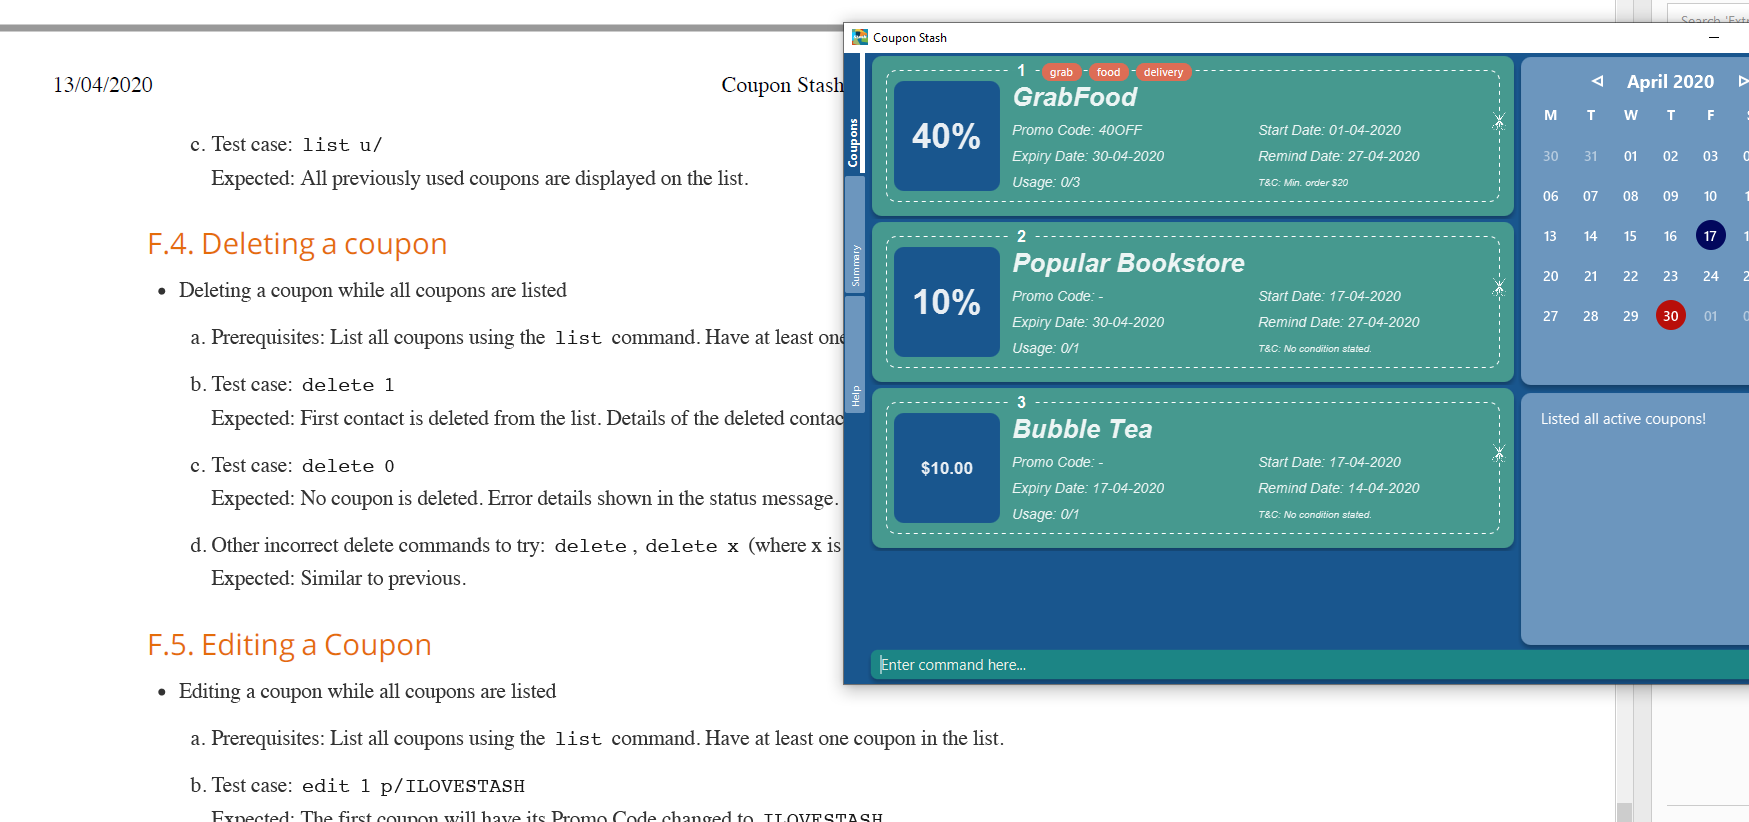 13/04/2020
Coupon Stash
c. Test case: list u/
Expected: All previously used coupons are displayed on the list.
F.4. Deleting a coupon
• Deleting a coupon while all coupons are listed
a. Prerequisites: List all coupons using the list command. Have at least one
b. Test case: delete 1
Expected: First contact is deleted from the list. Details of the deleted contac
c. Test case: delete 0
Expected: No coupon is deleted. Error details shown in the status message.
d. Other incorrect delete commands to try: delete, delete x (where x is
Expected: Similar to previous.
F.5. Editing a Coupon
• Editing a coupon while all coupons are listed
a. Prerequisites: List all coupons using the list command. Have at least one coupon in the list.
b. Test case: edit 1 p/ILOVESTASH
Expected: The first coupon will have its Promo Code changed to ILOVESTASH
Search 'Extr
Coupon Stash
Coupons
Summary
Help
1 grab food delivery
GrabFood
40%
Promo Code: 40OFF
Start Date: 01-04-2020
Expiry Date: 30-04-2020
Remind Date: 27-04-2020
Usage: 0/3
T&C: Min. order $20
2
Popular Bookstore
10%
Promo Code: -
Start Date: 17-04-2020
Expiry Date: 30-04-2020
Remind Date: 27-04-2020
Usage: 0/1
T&C: No condition stated.
3
Bubble Tea
$10.00
Promo Code: -
Start Date: 17-04-2020
Expiry Date: 17-04-2020
Remind Date: 14-04-2020
Usage: 0/1
T&C: No condition stated.
April 2020
M T W T F
30 31 01 02 03
06 07 08 09 10
13 14 15 16 17
20 21 22 23 24
27 28 29 30 01
Listed all active coupons!
Enter command here...